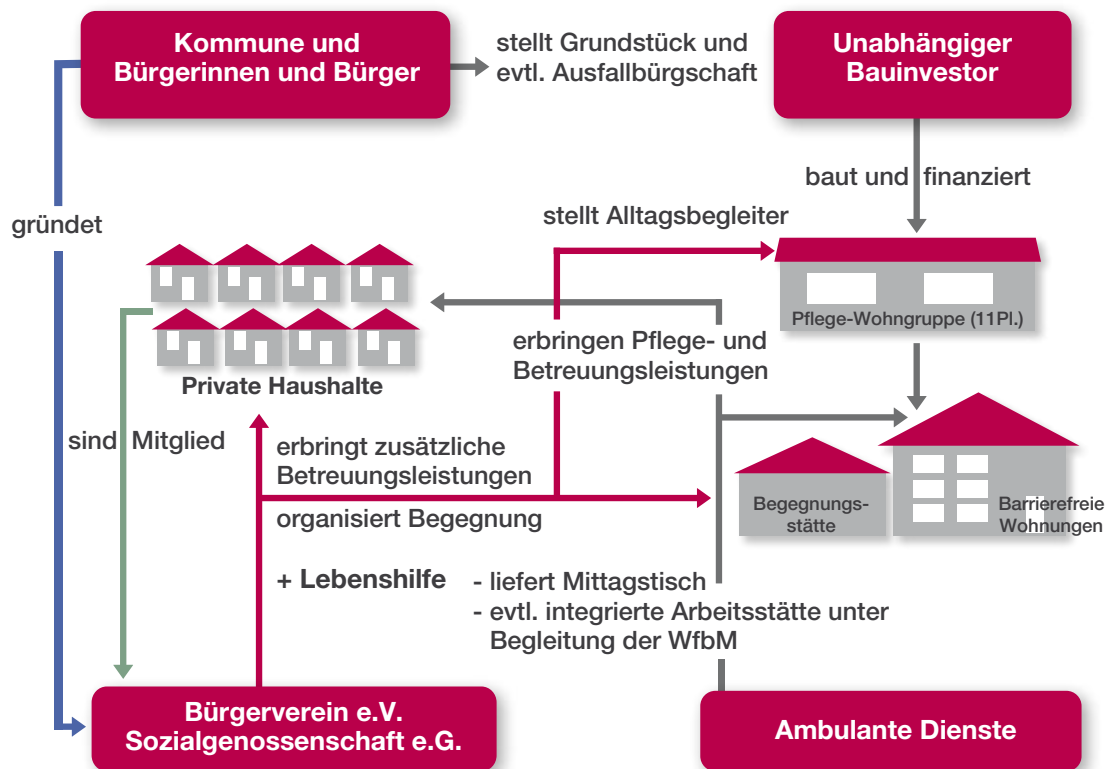 Kommune und
Bürgerinnen und Bürger
stellt Grundstück und
evtl. Ausfallbürgschaft
Unabhängiger
Bauinvestor
baut und finanziert
gründet
stellt Alltagsbegleiter
Pflege-Wohngruppe (11Pl.)
erbringen Pflege- und
Betreuungsleistungen
Private Haushalte
sind Mitglied
erbringt zusätzliche
Betreuungsleistungen
organisiert Begegnung
Begegnungs-
stätte
Barrierefreie
Wohnungen
+ Lebenshilfe
- liefert Mittagstisch
- evtl. integrierte Arbeitsstätte unter
Begleitung der WfbM
Bürgerverein e.V.
Sozialgenossenschaft e.G.
Ambulante Dienste